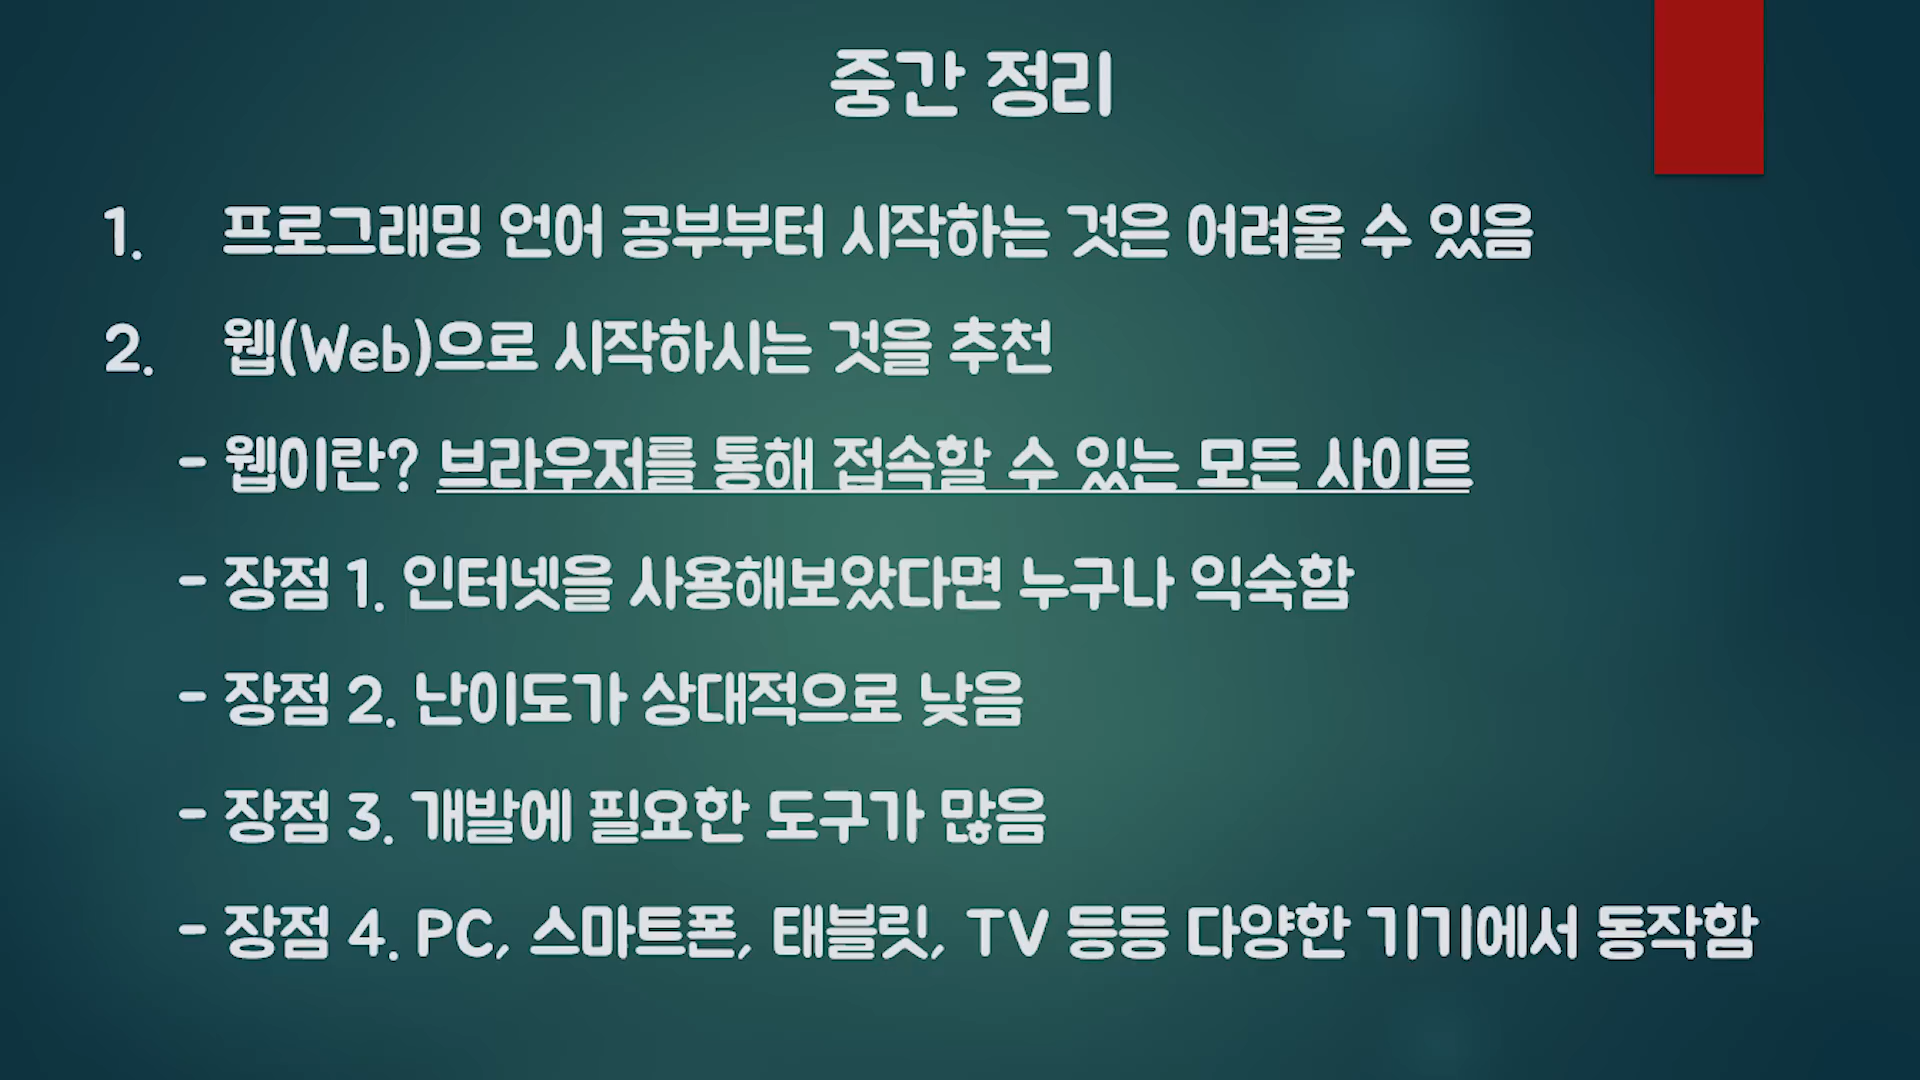 중간 정리
1. 프로그래밍 언어 공부부터 시작하는 것은 어려울 수 있음
2. 웹(Web)으로 시작하시는 것을 추천
- 웹이란? 브라우저를 통해 접속할 수 있는 모든 사이트
- 장점 1. 인터넷을 사용해보았다면 누구나 익숙함
- 장점 2. 난이도가 상대적으로 낮음
- 장점 3. 개발에 필요한 도구가 많음
- 장점 4. PC, 스마트폰, 태블릿, TV 등등 다양한 기기에서 동작함